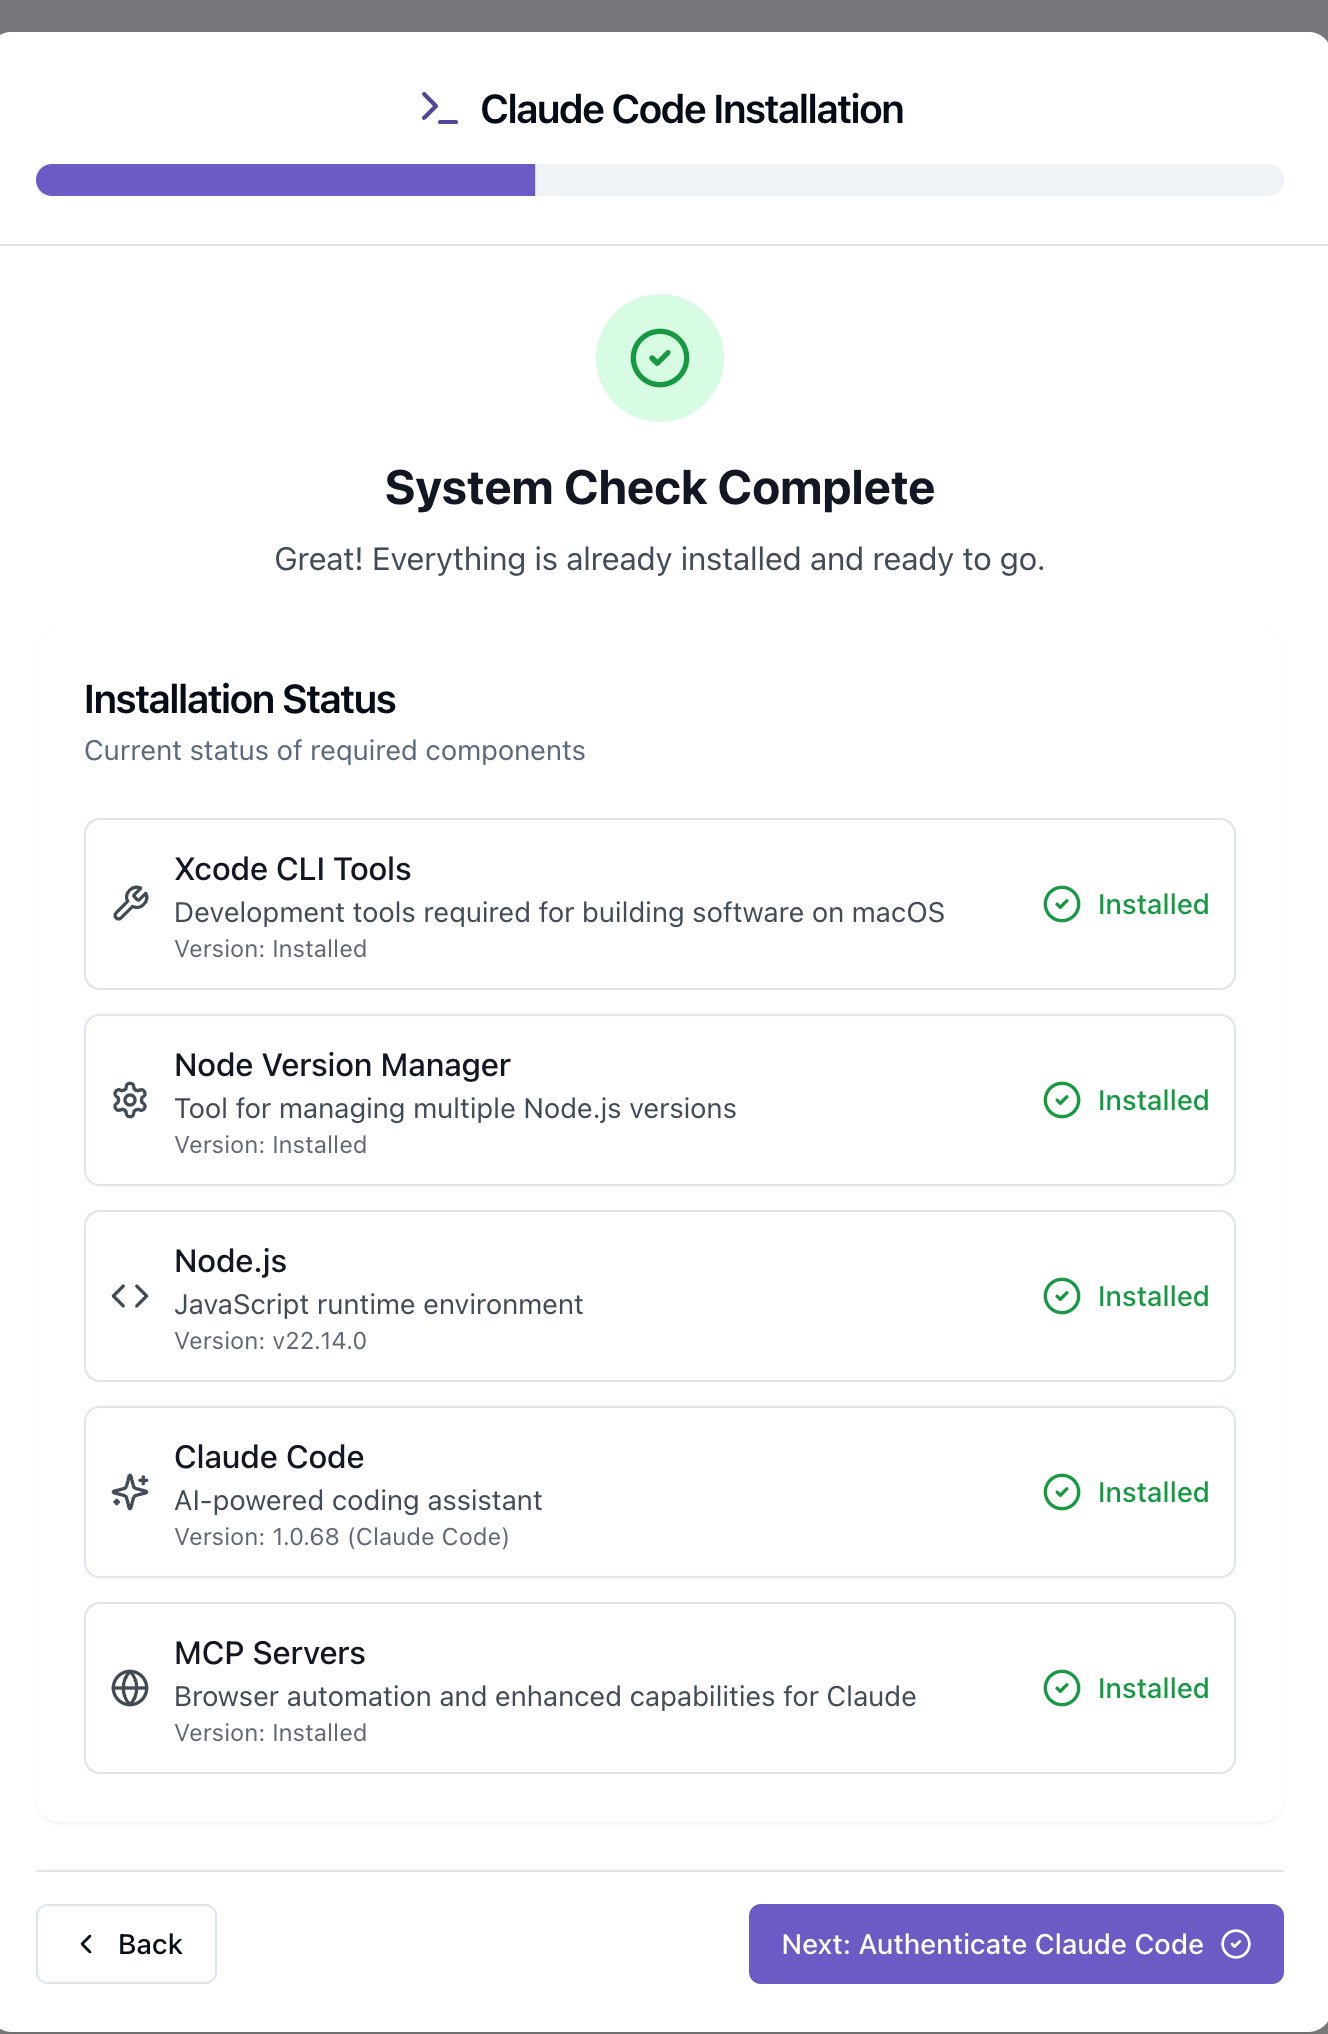 Claude Code Installation
System Check Complete
Great! Everything is already installed and ready to go.
Installation Status
Current status of required components
Xcode CLI Tools
Development tools required for building software on macOS
Version: Installed
Installed
Node Version Manager
Tool for managing multiple Node.js versions
Version: Installed
Installed
Node.js
JavaScript runtime environment
Version: v22.14.0
Installed
Claude Code
AI-powered coding assistant
Version: 1.0.68 (Claude Code)
Installed
MCP Servers
Browser automation and enhanced capabilities for Claude
Version: Installed
Installed
Back
Next: Authenticate Claude Code